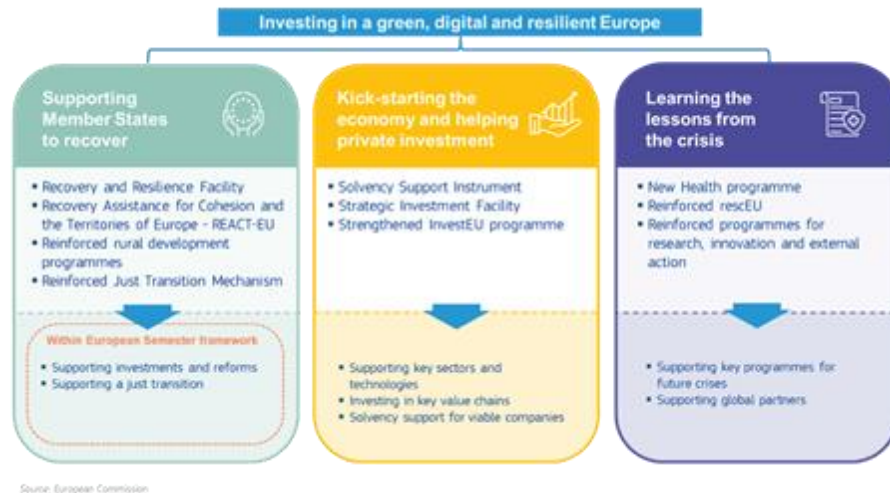 Investing in a green, digital and resilient Europe
Supporting
Member States
to recover
▪ Recovery and Resilience Facility
▪ Recovery Assistance for Cohesion and
the Territories of Europe - REACT-EU
▪ Reinforced rural development
programmes
▪ Reinforced Just Transition Mechanism
Within European Semester framework
▪ Supporting investments and reforms
▪ Supporting a just transition
Kick-starting the
economy and helping
private investment
▪ Solvency Support Instrument
▪ Strategic Investment Facility
▪ Strengthened InvestEU programme
▪ Supporting key sectors and
technologies
▪ Investing in key value chains
▪ Solvency support for viable companies
Learning the
lessons from
the crisis
▪ New Health programme
▪ Reinforced rescEU
▪ Reinforced programmes for
research, innovation and external
action
▪ Supporting key programmes for
future crises
▪ Supporting global partners
Source: European Commission